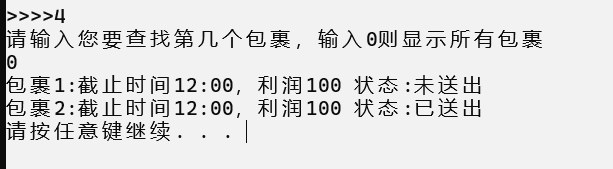 >>>>4
请输入您要查找第几个包裹，输入0则显示所有包裹
0
包裹1:截止时间12:00，利润100 状态:未送出
包裹2:截止时间12:00，利润100 状态:已送出
请按任意键继续. . .